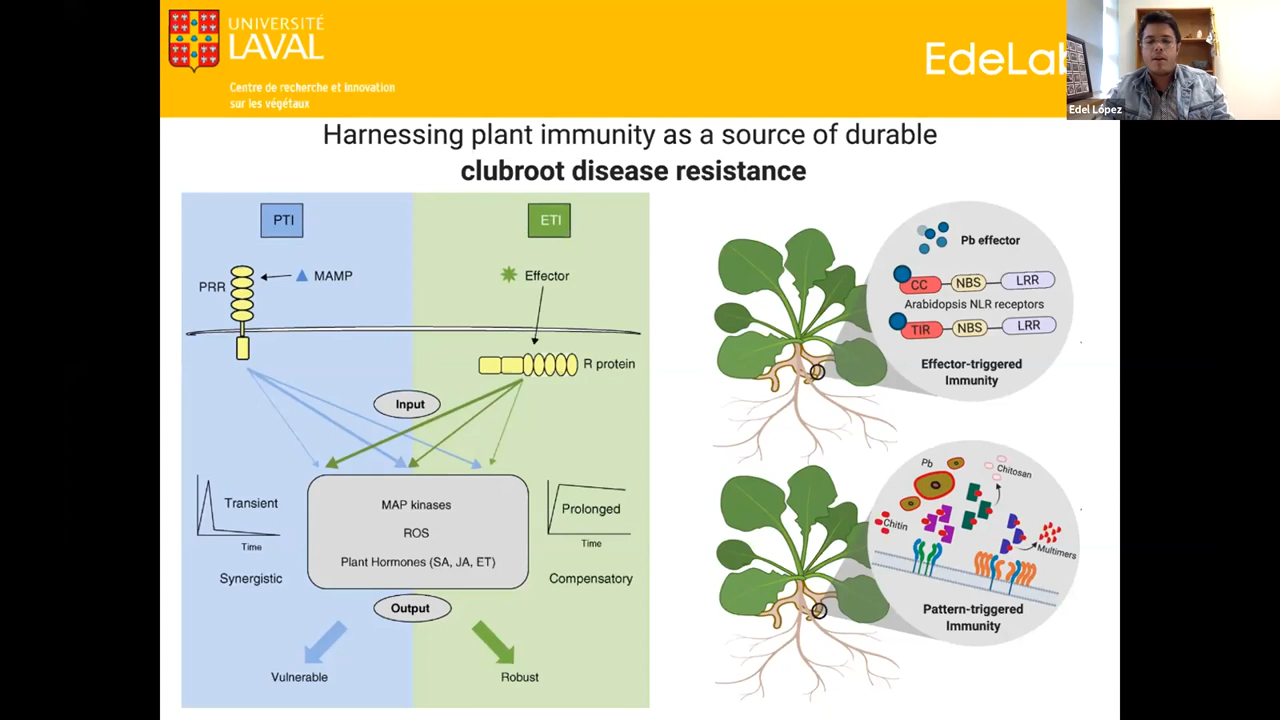 UNIVERSITÉ
LAVAL
Centre de recherche et innovation
sur les végétaux
EdeLab
Edel López
Harnessing plant immunity as a source of durable
clubroot disease resistance
PTI
ETI
PRR
MAMP
Effector
R protein
Input
Transient
Time
Synergistic
MAP kinases
ROS
Plant Hormones (SA, JA, ET)
Prolonged
Time
Compensatory
Output
Vulnerable
Robust
Pb effector
CC NBS LRR
Arabidopsis NLR receptors
TIR NBS LRR
Effector-triggered
Immunity
Pb
Chitosan
Chitin
Multimers
Pattern-triggered
Immunity